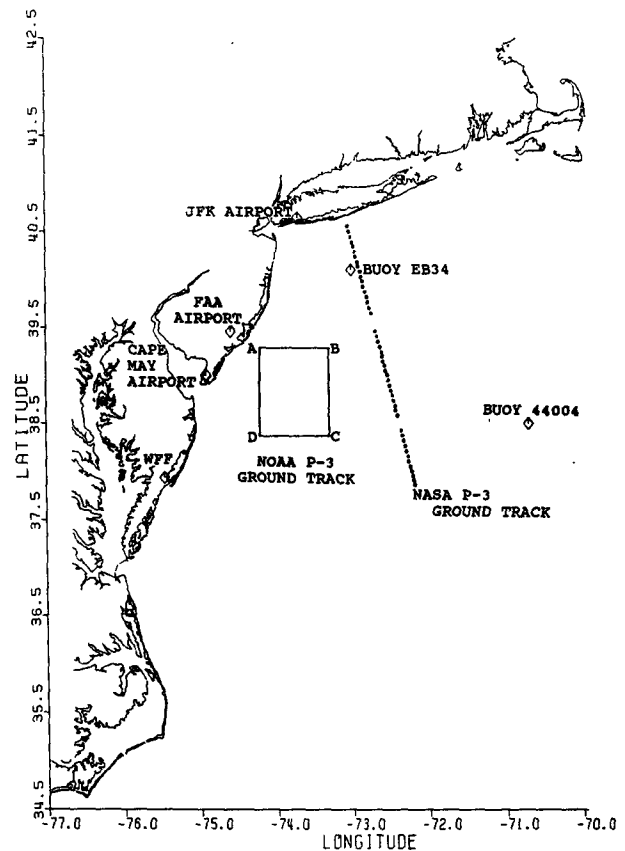 42.5
41.5
40.5
39.5
38.5
37.5
36.5
35.5
34.5
LATITUDE
JFK AIRPORT
BUOY EB34
FAA
AIRPORT
CAPE
MAY
AIRPORT
A
B
D
C
BUOY 44004
WFF
NOAA P-3
GROUND TRACK
NASA P-3
GROUND TRACK
-77.0 -76.0 -75.0 -74.0 -73.0 -72.0 -71.0 -70.0
LONGITUDE